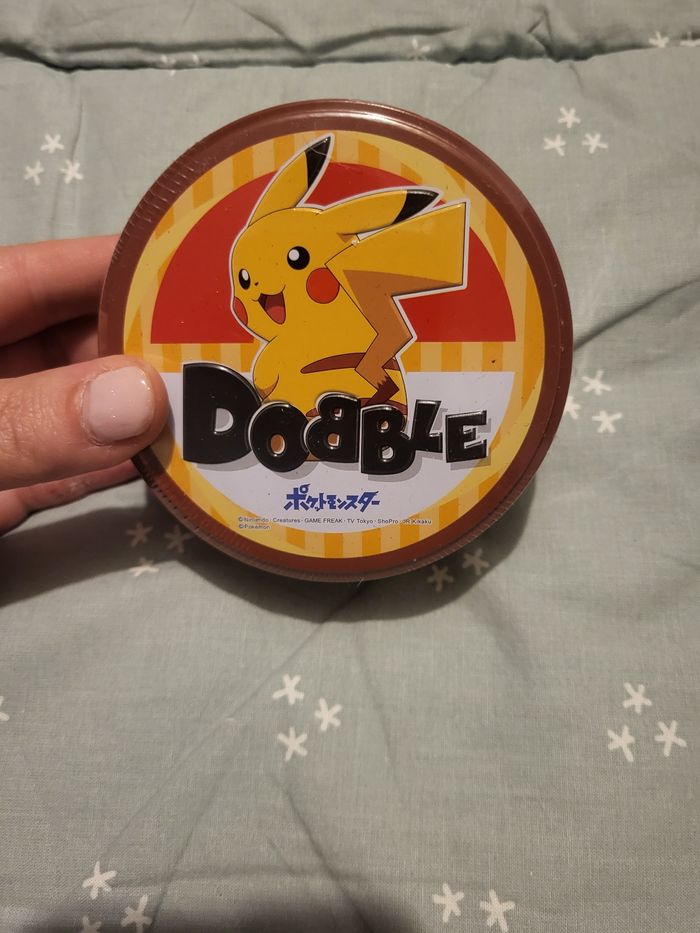 DOBBLE
ポケットモンスター
©Nintendo · Creatures · GAME FREAK · TV Tokyo · ShoPro · JR Kikaku
©Pokémon